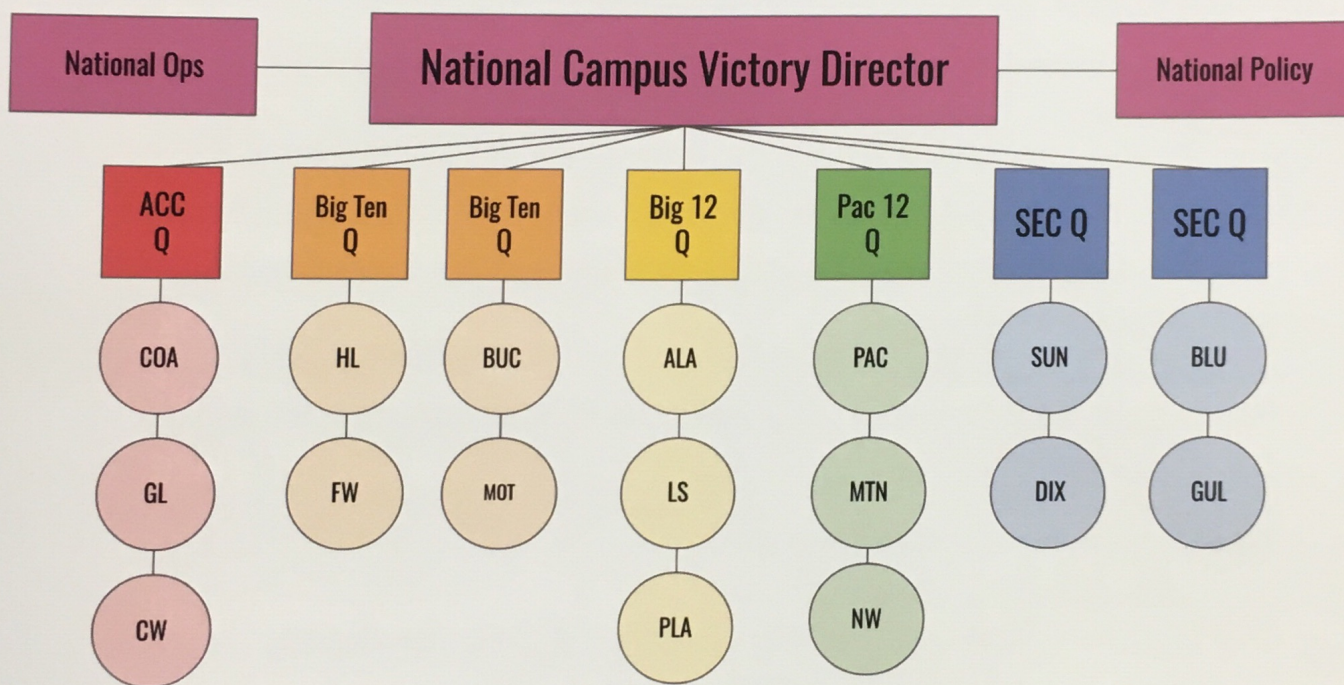 National Ops
National Campus Victory Director
National Policy
ACC
Q
Big Ten
Q
Big Ten
Q
Big 12
Q
Pac 12
Q
SEC Q
SEC Q
COA
HL
BUC
ALA
PAC
SUN
BLU
GL
FW
MOT
LS
MTN
DIX
GUL
CW
PLA
NW